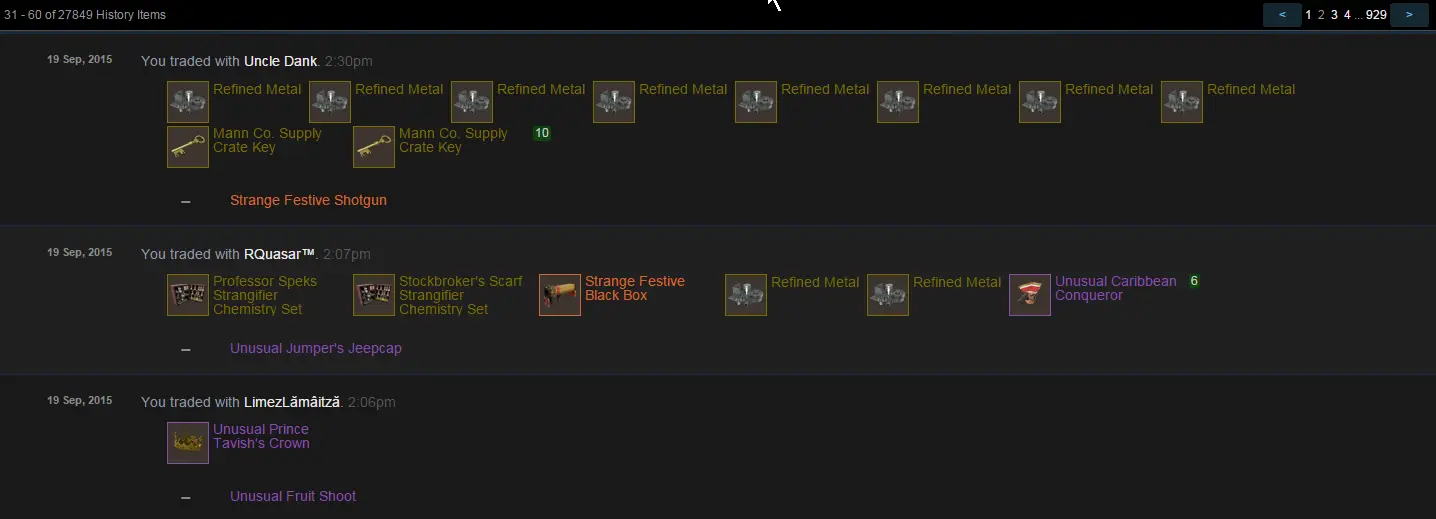 31 - 60 of 27849 History Items < 1 2 3 4 ... 929 >
19 Sep, 2015 You traded with Uncle Dank. 2:30pm
Refined Metal Refined Metal Refined Metal Refined Metal Refined Metal Refined Metal Refined Metal Refined Metal
Mann Co. Supply Mann Co. Supply 10
Crate Key Crate Key
– Strange Festive Shotgun
19 Sep, 2015 You traded with RQuasar™. 2:07pm
Professor Speks Stockbroker's Scarf Strange Festive Refined Metal Refined Metal Unusual Caribbean 6
Strangifier Strangifier Black Box Conqueror
Chemistry Set Chemistry Set
– Unusual Jumper's Jeepcap
19 Sep, 2015 You traded with LimezLămâitză. 2:06pm
Unusual Prince
Tavish's Crown
– Unusual Fruit Shoot